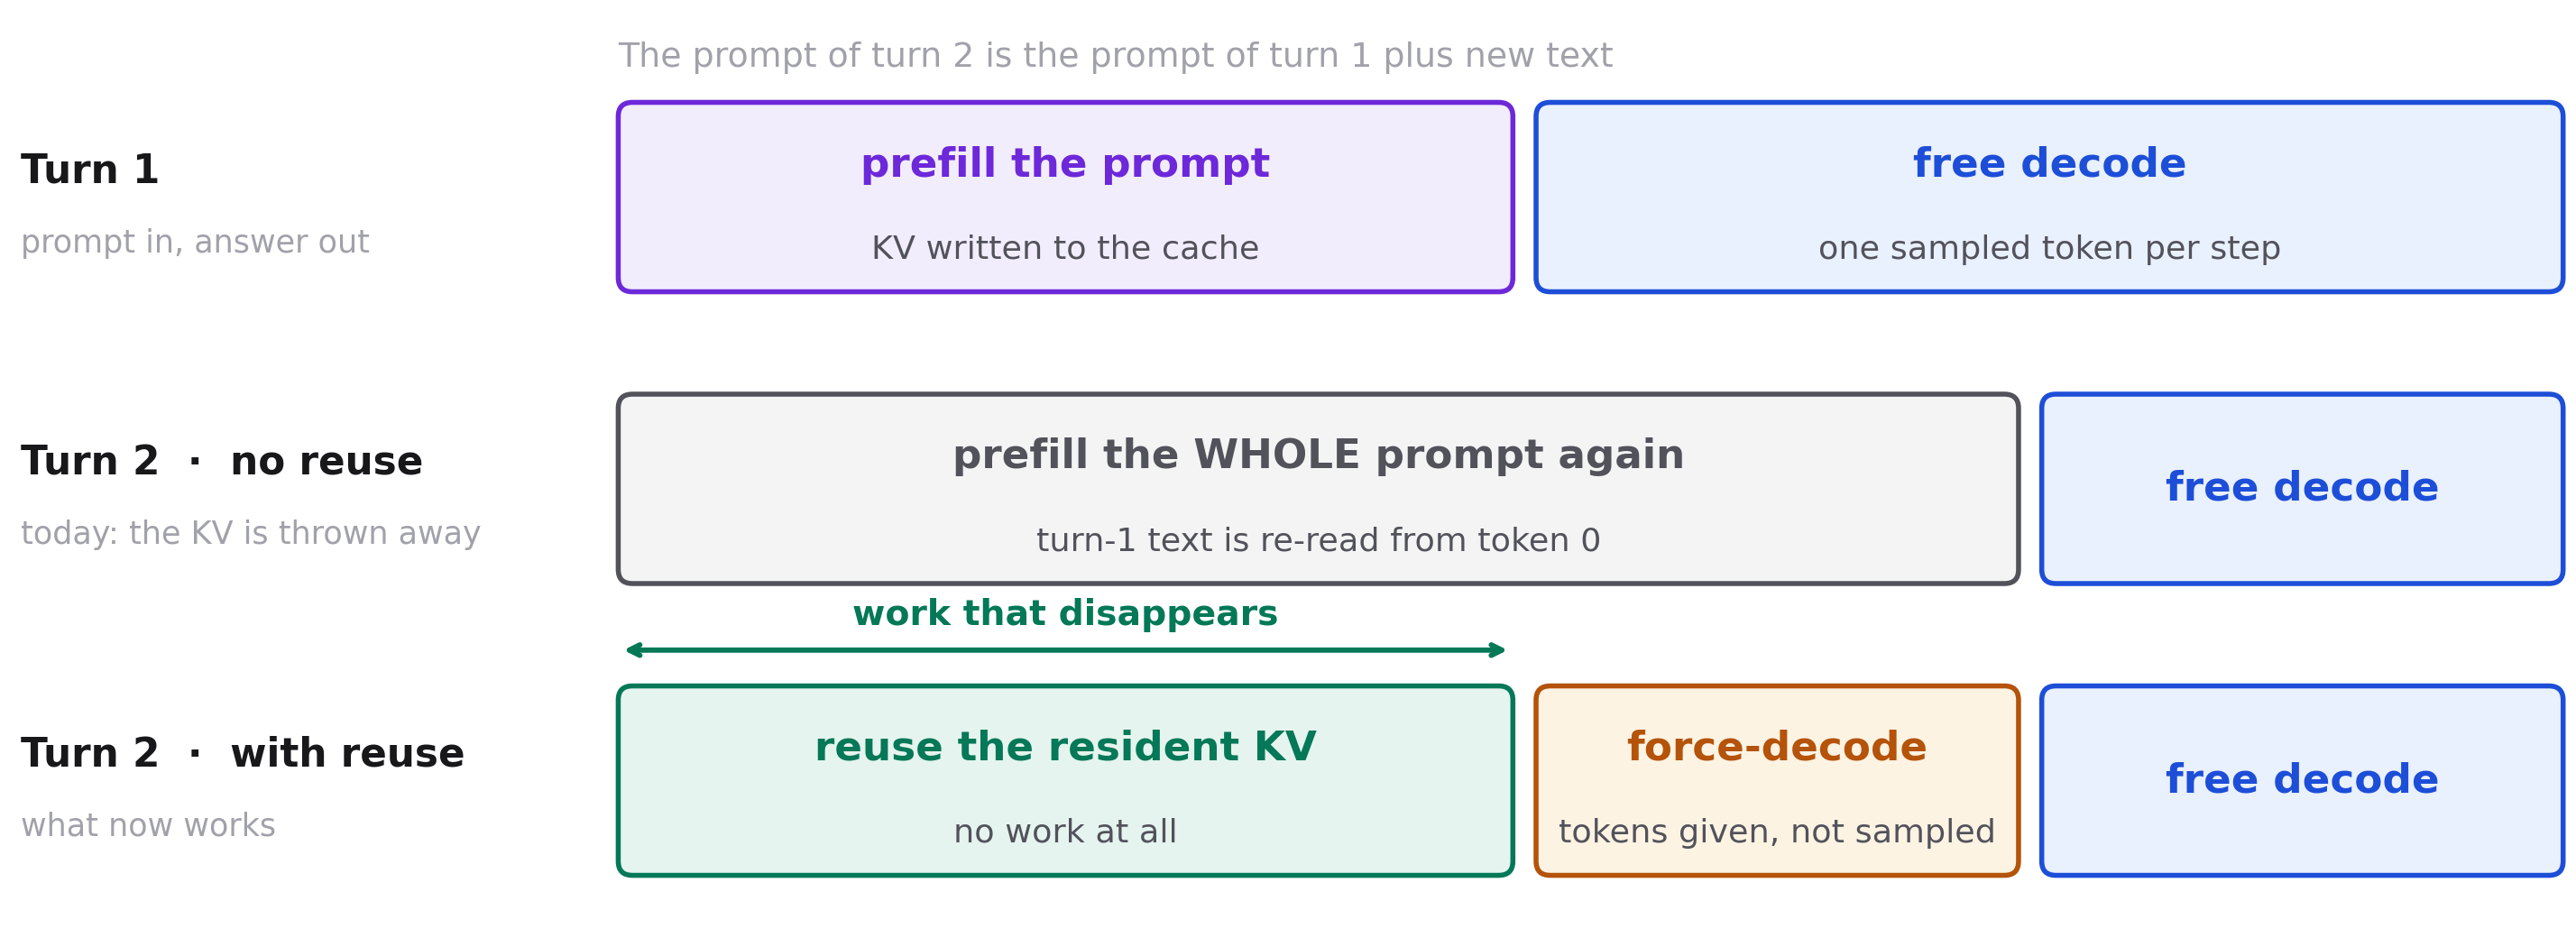 The prompt of turn 2 is the prompt of turn 1 plus new text
Turn 1
prompt in, answer out
prefill the prompt
KV written to the cache
free decode
one sampled token per step
Turn 2 · no reuse
today: the KV is thrown away
prefill the WHOLE prompt again
turn-1 text is re-read from token 0
free decode
work that disappears
Turn 2 · with reuse
what now works
reuse the resident KV
no work at all
force-decode
tokens given, not sampled
free decode